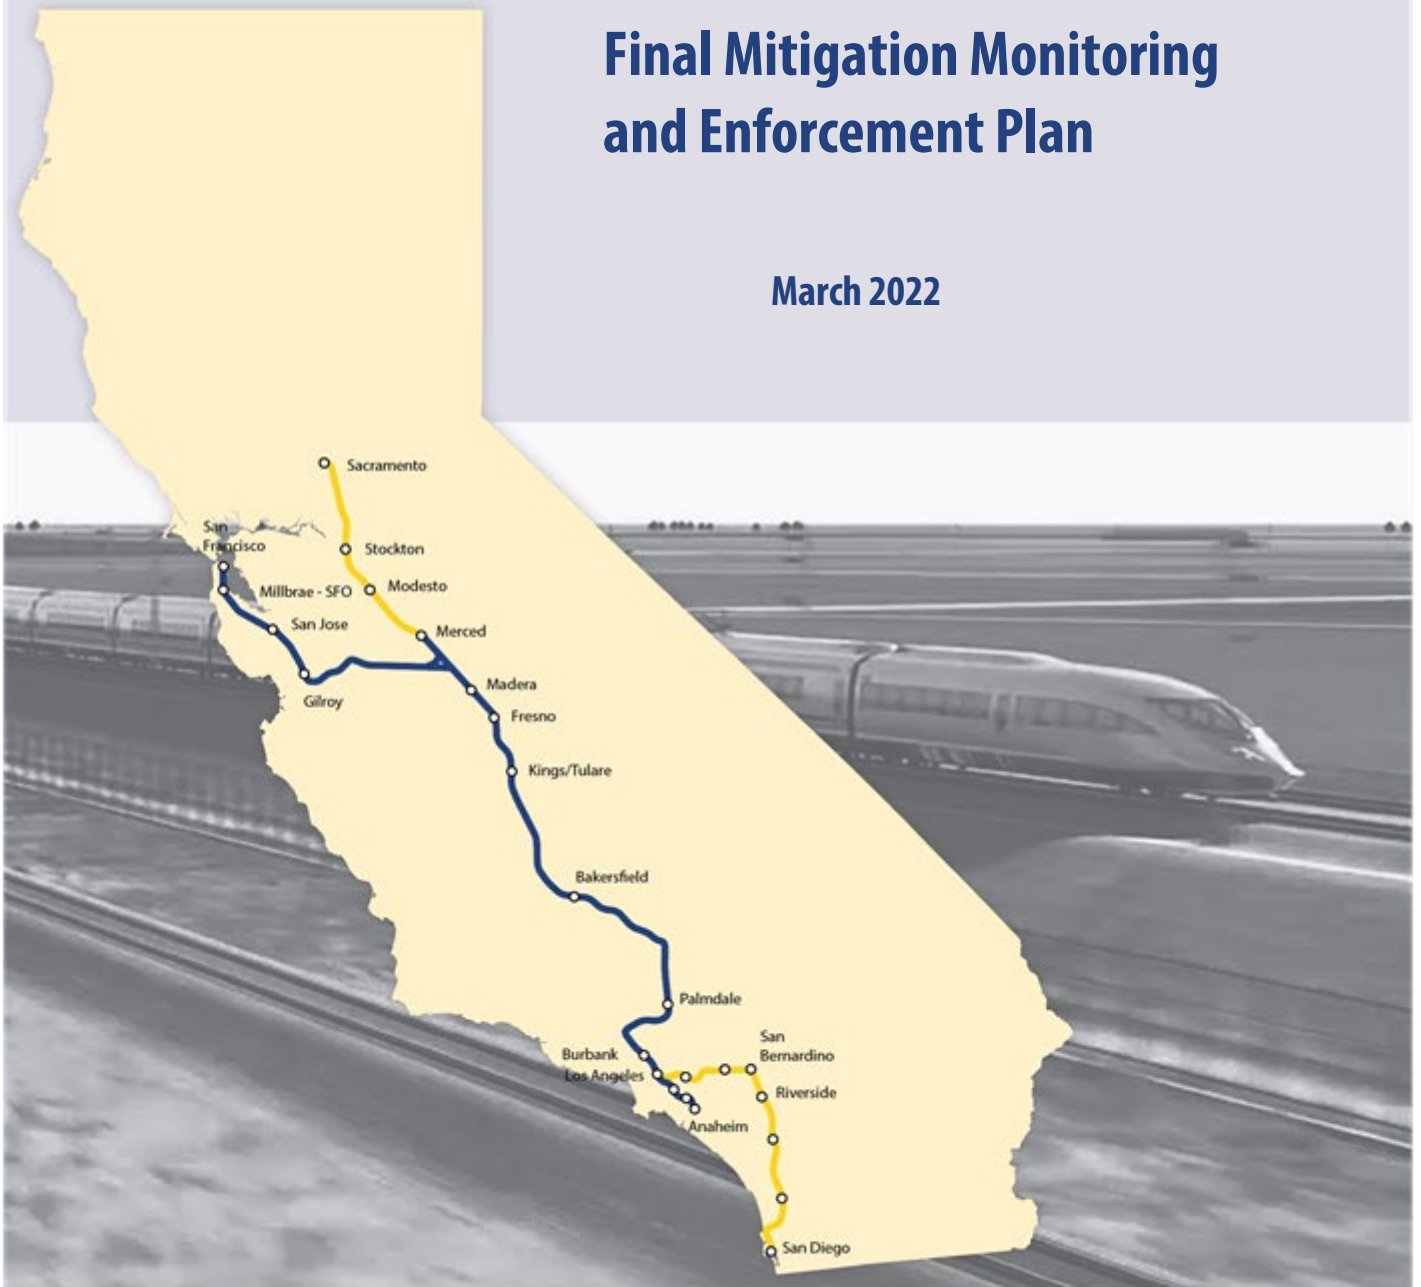 Final Mitigation Monitoring
and Enforcement Plan
March 2022
Sacramento
San
Francisco
Stockton
Millbrae - SFO
Modesto
San Jose
Merced
Gilroy
Madera
Fresno
Kings/Tulare
Bakersfield
Palmdale
San
Bernardino
Burbank
Los Angeles
Riverside
Anaheim
San Diego